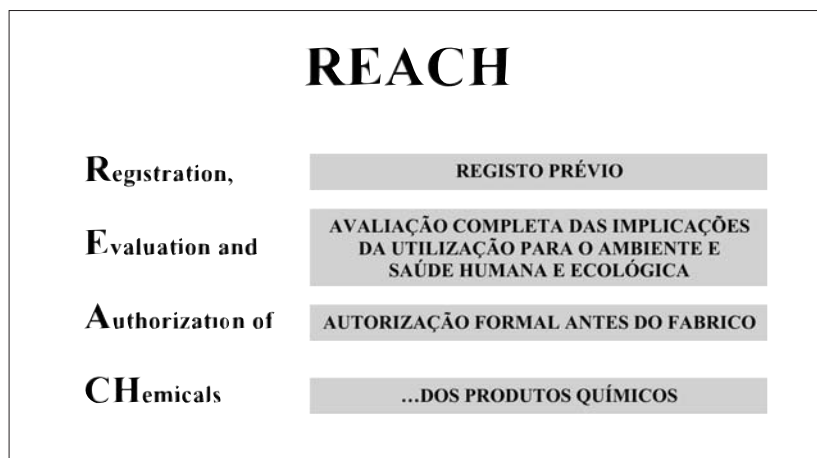 REACH
Registration,
REGISTO PRÉVIO
Evaluation and
AVALIAÇÃO COMPLETA DAS IMPLICAÇÕES
DA UTILIZAÇÃO PARA O AMBIENTE E
SAÚDE HUMANA E ECOLÓGICA
Authorization of
AUTORIZAÇÃO FORMAL ANTES DO FABRICO
CHemicals
...DOS PRODUTOS QUÍMICOS